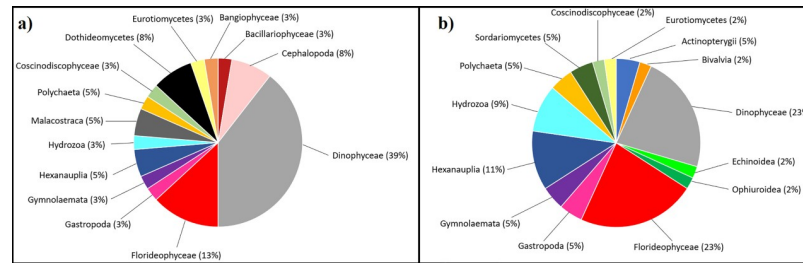 a)
Eurotiomycetes (3%)
Bangiophyceae (3%)
Dothideomycetes (8%)
Bacillariophyceae (3%)
Cephalopoda (8%)
Coscinodiscophyceae (3%)
Polychaeta (5%)
Malacostraca (5%)
Dinophyceae (39%)
Hydrozoa (3%)
Hexanauplia (5%)
Gymnolaemata (3%)
Gastropoda (3%)
Florideophyceae (13%)
b)
Coscinodiscophyceae (2%)
Eurotiomycetes (2%)
Sordariomycetes (5%)
Actinopterygii (5%)
Bivalvia (2%)
Polychaeta (5%)
Hydrozoa (9%)
Dinophyceae (23%
Hexanauplia (11%)
Echinoidea (2%)
Ophiuroidea (2%)
Gymnolaemata (5%)
Gastropoda (5%)
Florideophyceae (23%)